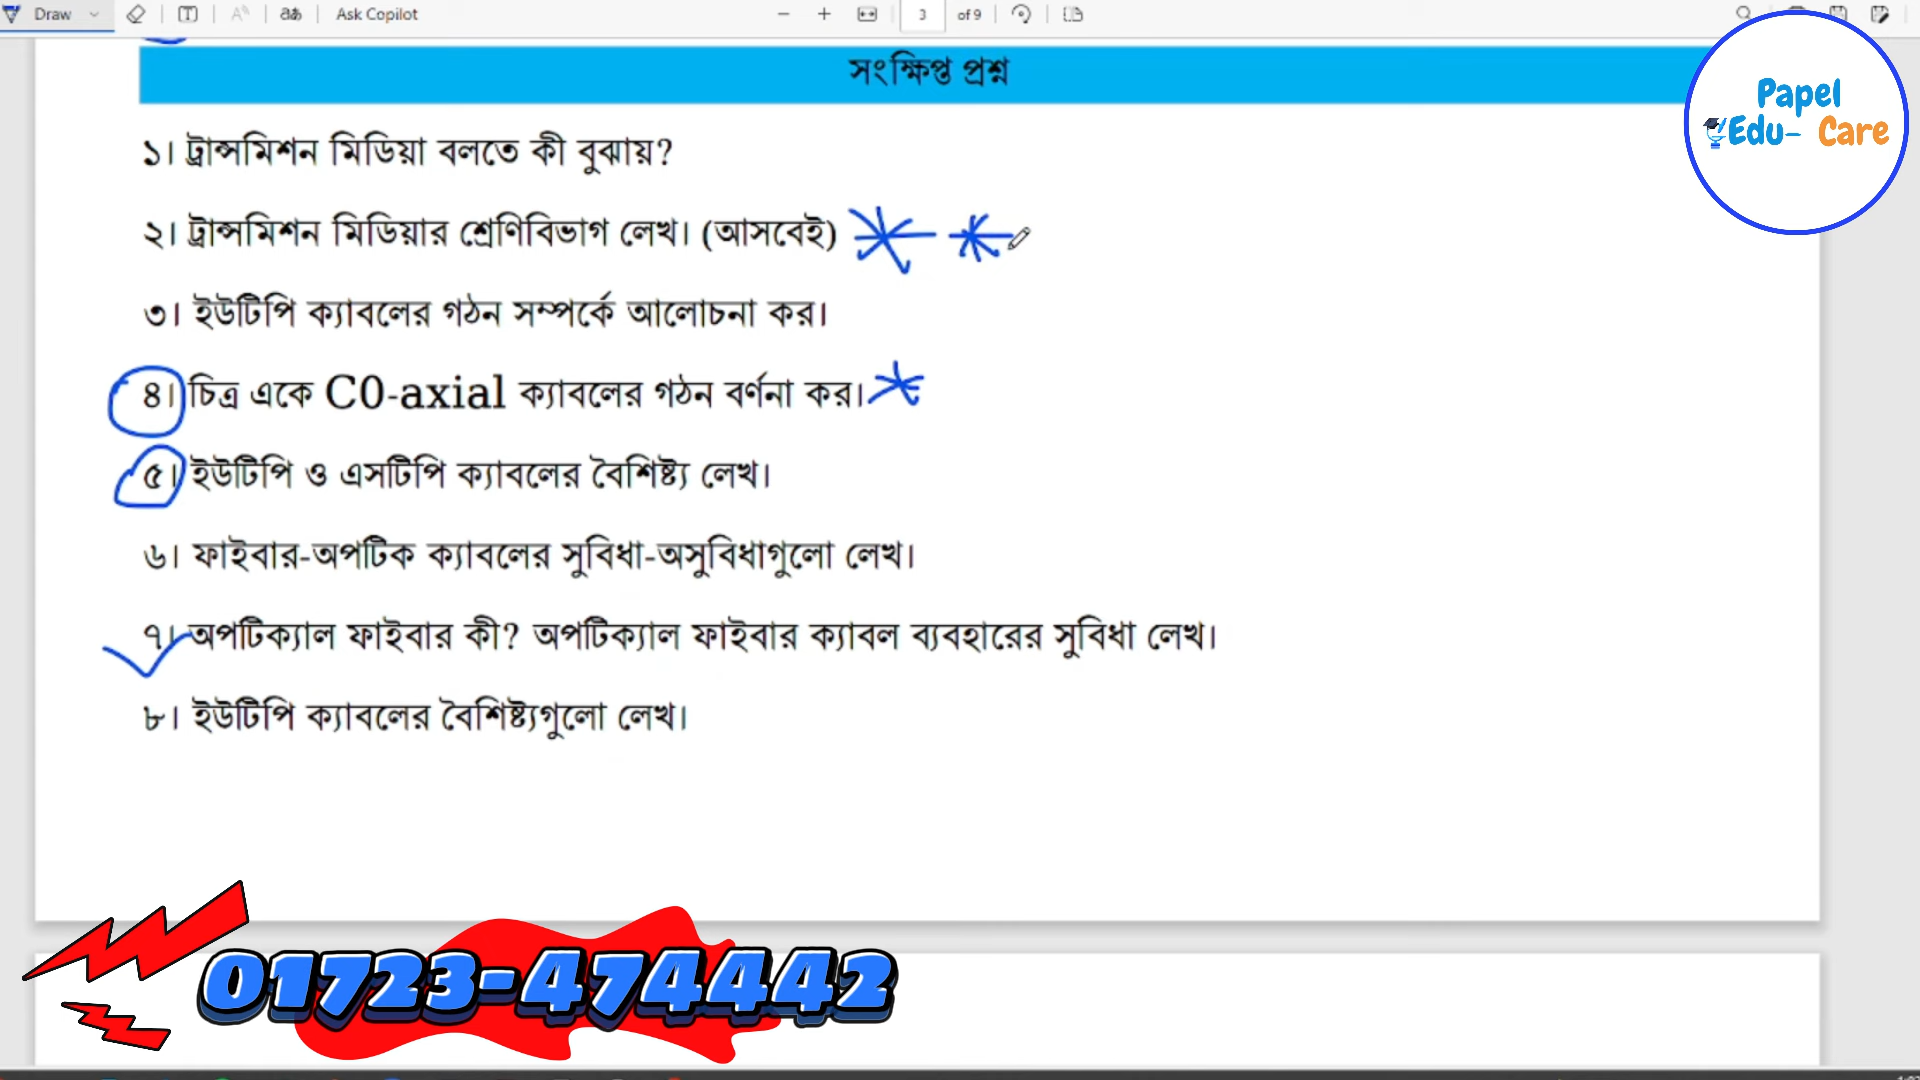 Draw
Ask Copilot
3 of 9
সংক্ষিপ্ত প্রশ্ন
Papel
Edu- Care
১। ট্রান্সমিশন মিডিয়া বলতে কী বুঝায়?
২। ট্রান্সমিশন মিডিয়ার শ্রেণিবিভাগ লেখ। (আসবেই)
৩। ইউটিপি ক্যাবলের গঠন সম্পর্কে আলোচনা কর।
৪। চিত্র একে C0-axial ক্যাবলের গঠন বর্ণনা কর।
৫। ইউটিপি ও এসটিপি ক্যাবলের বৈশিষ্ট্য লেখ।
৬। ফাইবার-অপটিক ক্যাবলের সুবিধা-অসুবিধাগুলো লেখ।
৭। অপটিক্যাল ফাইবার কী? অপটিক্যাল ফাইবার ক্যাবল ব্যবহারের সুবিধা লেখ।
৮। ইউটিপি ক্যাবলের বৈশিষ্ট্যগুলো লেখ।
01723-474442